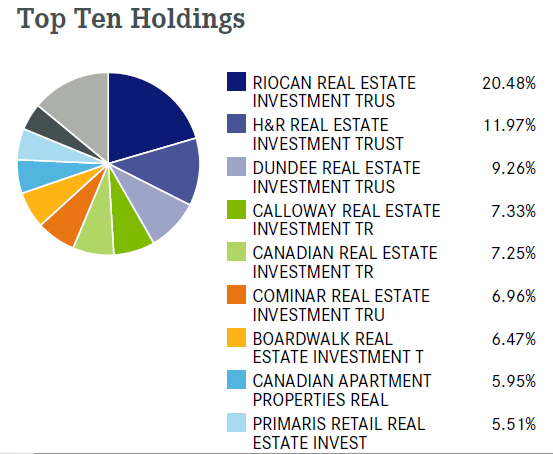 Top Ten Holdings
RIOCAN REAL ESTATE 20.48%
INVESTMENT TRUS
H&R REAL ESTATE 11.97%
INVESTMENT TRUST
DUNDEE REAL ESTATE 9.26%
INVESTMENT TRUS
CALLOWAY REAL ESTATE 7.33%
INVESTMENT TR
CANADIAN REAL ESTATE 7.25%
INVESTMENT TR
COMINAR REAL ESTATE 6.96%
INVESTMENT TRU
BOARDWALK REAL 6.47%
ESTATE INVESTMENT T
CANADIAN APARTMENT 5.95%
PROPERTIES REAL
PRIMARIS RETAIL REAL 5.51%
ESTATE INVEST